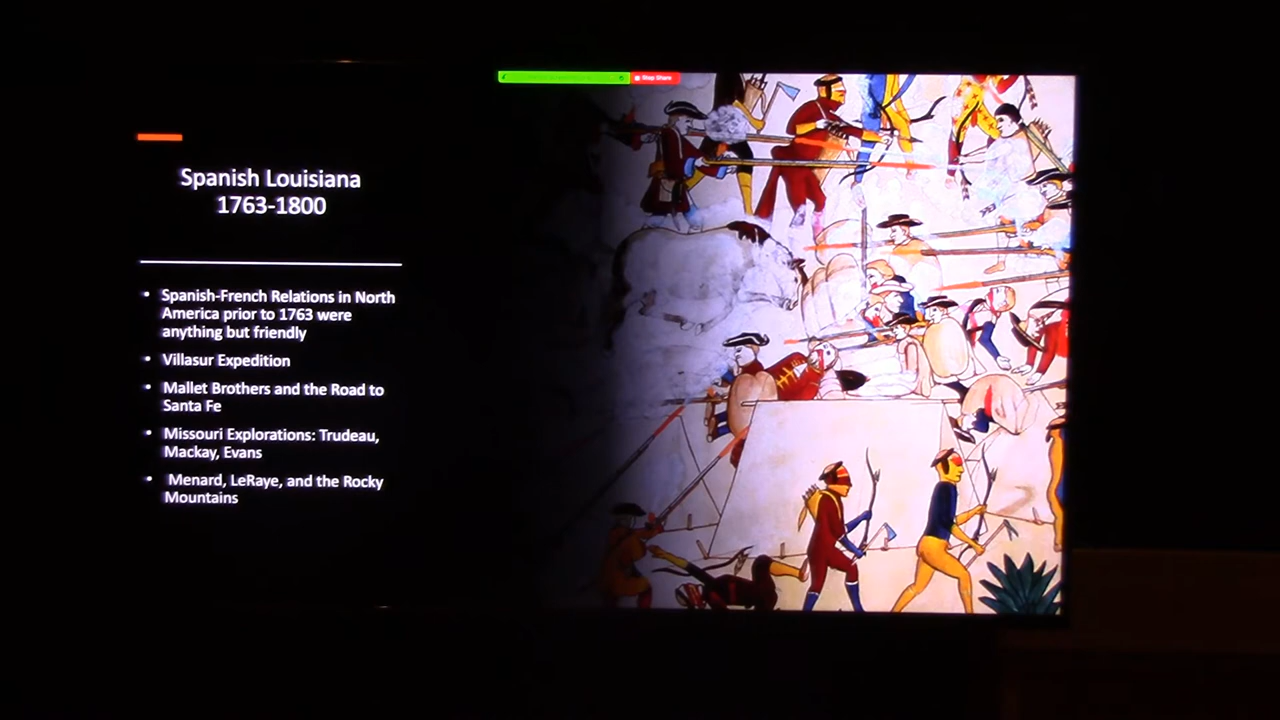 Stop Share
Spanish Louisiana
1763-1800
• Spanish-French Relations in North
America prior to 1763 were
anything but friendly
• Villasur Expedition
• Mallet Brothers and the Road to
Santa Fe
• Missouri Explorations: Trudeau,
Mackay, Evans
• Menard, LeRaye, and the Rocky
Mountains